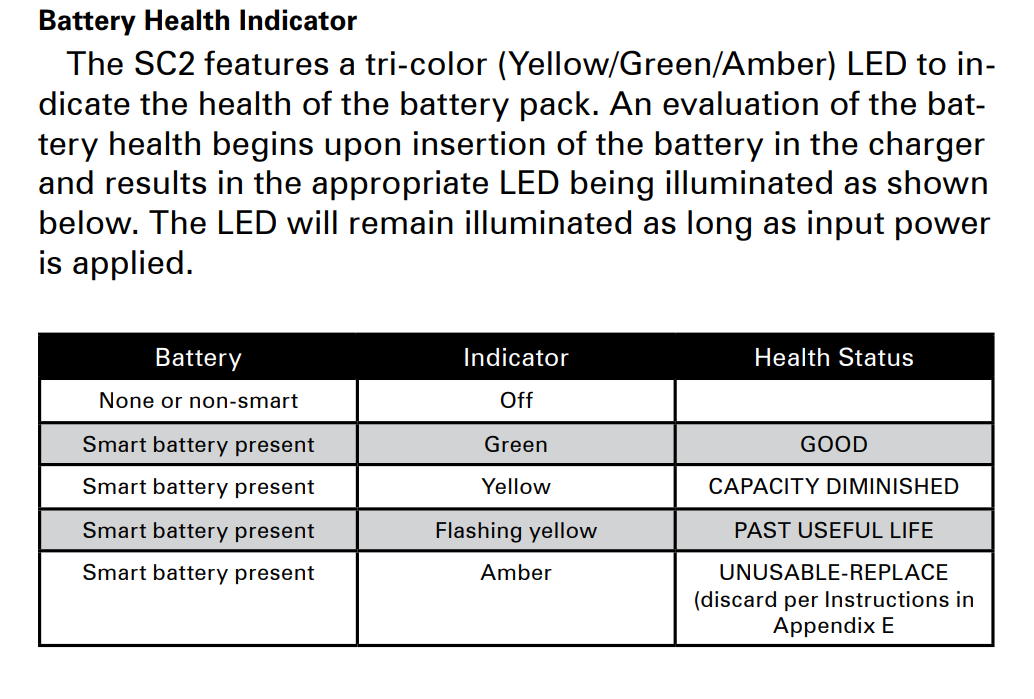 Battery Health Indicator
The SC2 features a tri-color (Yellow/Green/Amber) LED to in-
dicate the health of the battery pack. An evaluation of the bat-
tery health begins upon insertion of the battery in the charger
and results in the appropriate LED being illuminated as shown
below. The LED will remain illuminated as long as input power
is applied.
Battery Indicator Health Status
None or non-smart Off
Smart battery present Green GOOD
Smart battery present Yellow CAPACITY DIMINISHED
Smart battery present Flashing yellow PAST USEFUL LIFE
Smart battery present Amber UNUSABLE-REPLACE
(discard per Instructions in
Appendix E